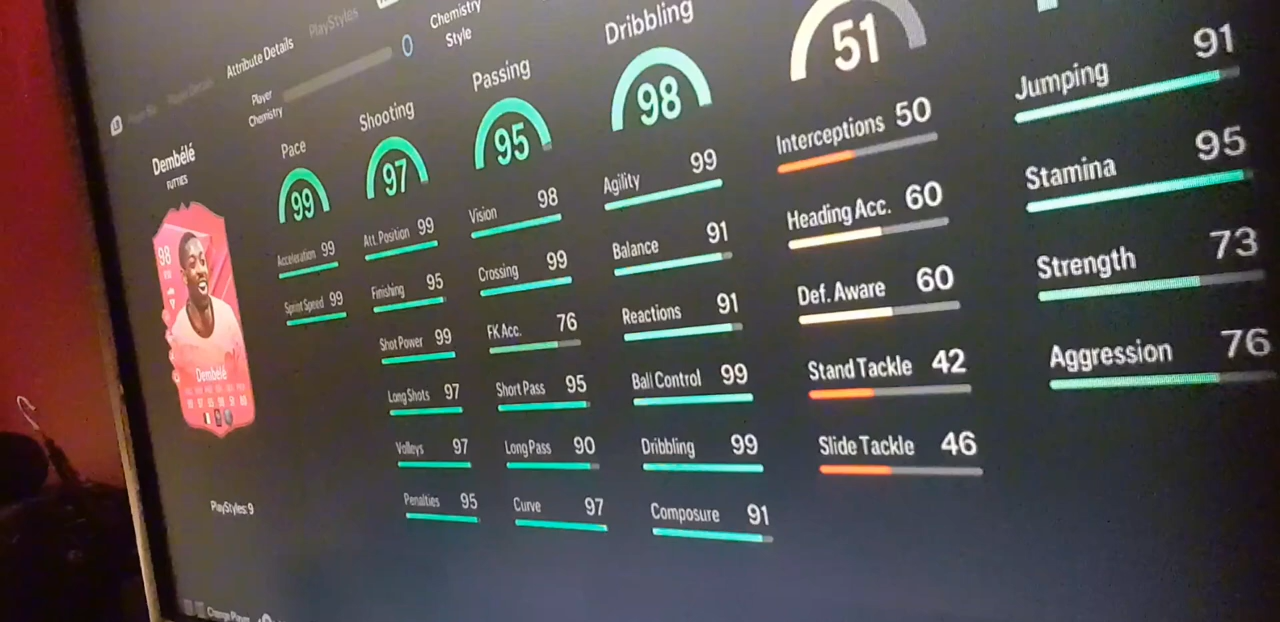 Attribute Details
PlayStyles
Chemistry
Style
Player
Chemistry
0
Dembélé
FUTTIES
98
Dembélé
PlayStyles: 9
Pace
99
Acceleration 99
Sprint Speed 99
Shooting
97
Att. Position 99
Finishing 95
Shot Power 99
Long Shots 97
Volleys 97
Penalties 95
Passing
95
Vision 98
Crossing 99
FK Acc. 76
Short Pass 95
Long Pass 90
Curve 97
Dribbling
98
Agility 99
Balance 91
Reactions 91
Ball Control 99
Dribbling 99
Composure 91
51
Interceptions 50
Heading Acc. 60
Def. Aware 60
Stand Tackle 42
Slide Tackle 46
Jumping 91
Stamina 95
Strength 73
Aggression 76
Change Player